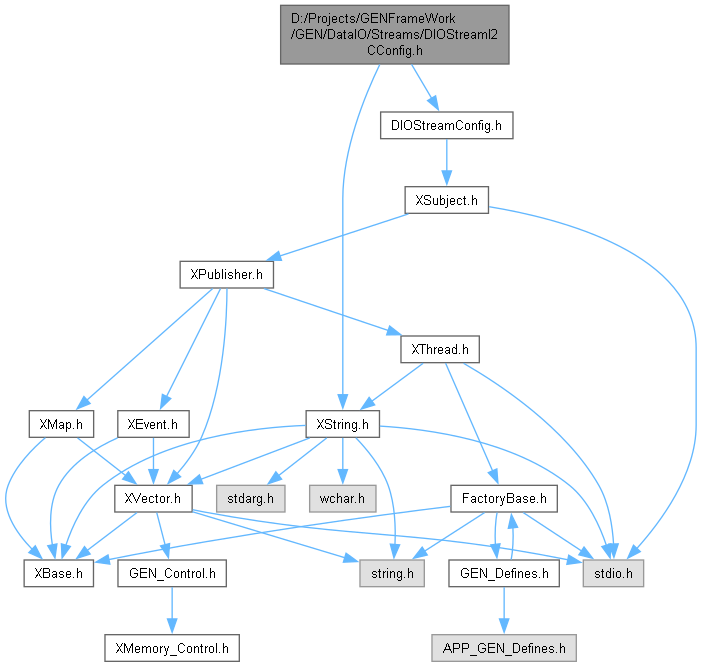 D:/Projects/GENFrameWork
/GEN/DataIO/Streams/DIOStreamI2
CConfig.h
DIOStreamConfig.h
XSubject.h
XPublisher.h
XThread.h
XMap.h
XEvent.h
XString.h
XVector.h
stdarg.h
wchar.h
FactoryBase.h
XBase.h
GEN_Control.h
string.h
GEN_Defines.h
stdio.h
XMemory_Control.h
APP_GEN_Defines.h